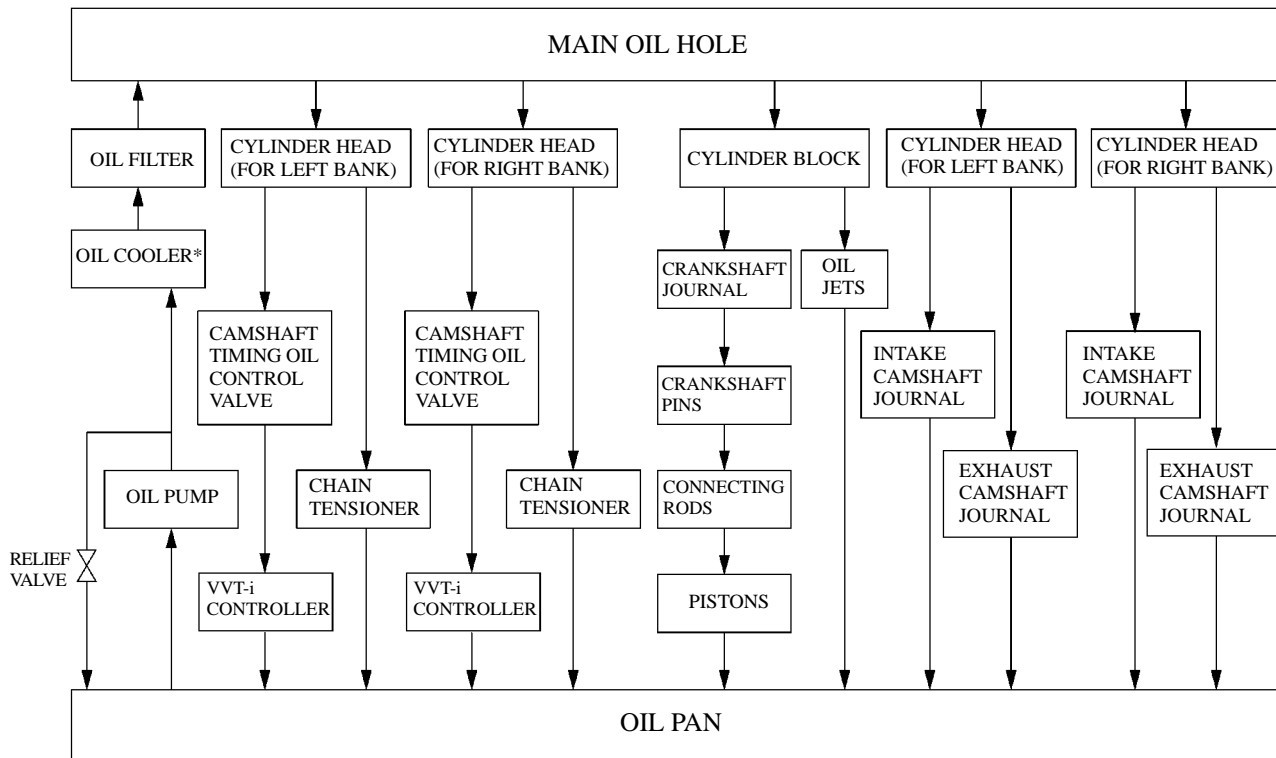 MAIN OIL HOLE
OIL FILTER
CYLINDER HEAD
(FOR LEFT BANK)
CYLINDER HEAD
(FOR RIGHT BANK)
CYLINDER BLOCK
CYLINDER HEAD
(FOR LEFT BANK)
CYLINDER HEAD
(FOR RIGHT BANK)
OIL COOLER*
CRANKSHAFT
JOURNAL
OIL
JETS
CAMSHAFT
TIMING OIL
CONTROL
VALVE
CAMSHAFT
TIMING OIL
CONTROL
VALVE
CRANKSHAFT
PINS
INTAKE
CAMSHAFT
JOURNAL
INTAKE
CAMSHAFT
JOURNAL
OIL PUMP
CHAIN
TENSIONER
CHAIN
TENSIONER
CONNECTING
RODS
EXHAUST
CAMSHAFT
JOURNAL
EXHAUST
CAMSHAFT
JOURNAL
RELIEF
VALVE
VVT-i
CONTROLLER
VVT-i
CONTROLLER
PISTONS
OIL PAN